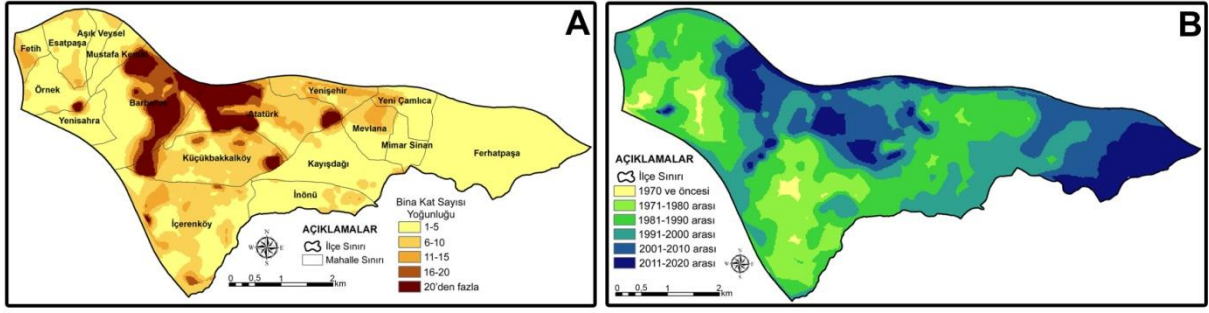 A
Aşık Veysel
Esatpaşa
Fetih
Mustafa Kemal
Örnek
Barbaros
Yenişehir
Yeni Çamlıca
Atatürk
Yenisahra
Mevlana
Mimar Sinan
Ferhatpaşa
Küçükbakkalköy
Kayışdağı
İnönü
İçerenköy
Bina Kat Sayısı
Yoğunluğu
1-5
6-10
11-15
16-20
20'den fazla
AÇIKLAMALAR
İlçe Sınırı
Mahalle Sınırı
N
W
E
S
0 0,5 1 2
km
B
AÇIKLAMALAR
İlçe Sınırı
1970 ve öncesi
1971-1980 arası
1981-1990 arası
1991-2000 arası
2001-2010 arası
2011-2020 arası
N
W
E
S
0 0,5 1 2
km